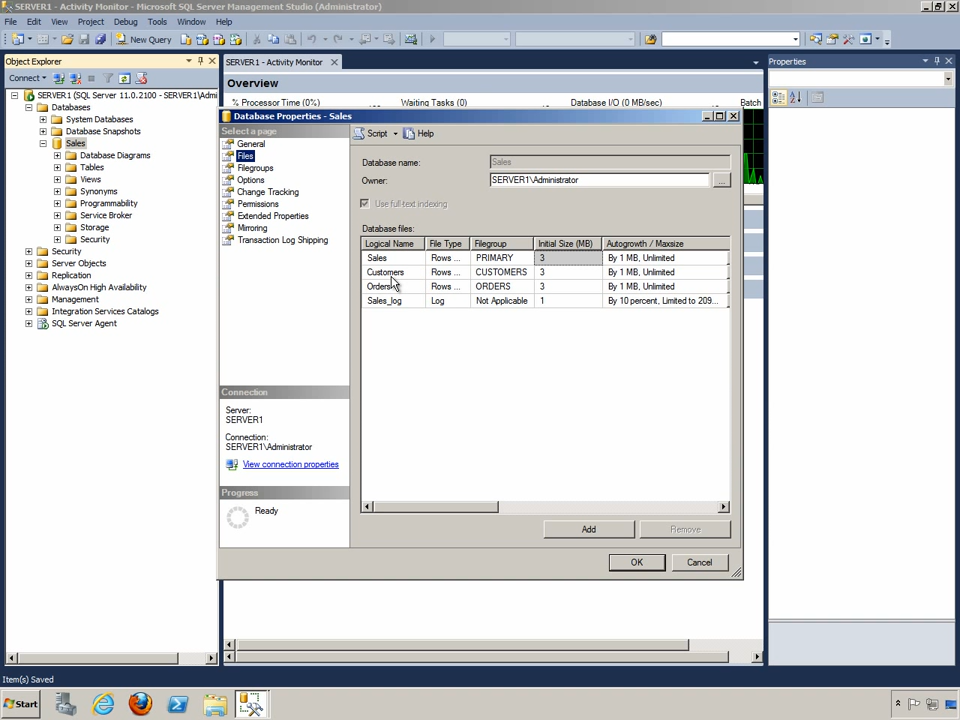 SERVER1 - Activity Monitor - Microsoft SQL Server Management Studio (Administrator)
File Edit View Project Debug Tools Window Help
New Query
Object Explorer
Connect
SERVER1 (SQL Server 11.0.2100 - SERVER1\Admi
Databases
System Databases
Database Snapshots
Sales
Database Diagrams
Tables
Views
Synonyms
Programmability
Service Broker
Storage
Security
Security
Server Objects
Replication
AlwaysOn High Availability
Management
Integration Services Catalogs
SQL Server Agent
SERVER1 - Activity Monitor
Overview
% Processor Time (0%) Waiting Tasks (0) Database I/O (0 MB/sec) Batch
Database Properties - Sales
Select a page
General
Files
Filegroups
Options
Change Tracking
Permissions
Extended Properties
Mirroring
Transaction Log Shipping
Connection
Server:
SERVER1
Connection:
SERVER1\Administrator
View connection properties
Progress
Ready
Script Help
Database name: Sales
Owner: SERVER1\Administrator ...
Use full-text indexing
Database files:
Logical Name File Type Filegroup Initial Size (MB) Autogrowth / Maxsize
Sales Rows ... PRIMARY 3 By 1 MB, Unlimited
Customers Rows ... CUSTOMERS 3 By 1 MB, Unlimited
Orders Rows ... ORDERS 3 By 1 MB, Unlimited
Sales_log Log Not Applicable 1 By 10 percent, Limited to 209...
Add Remove
OK Cancel
Properties
Item(s) Saved
Start